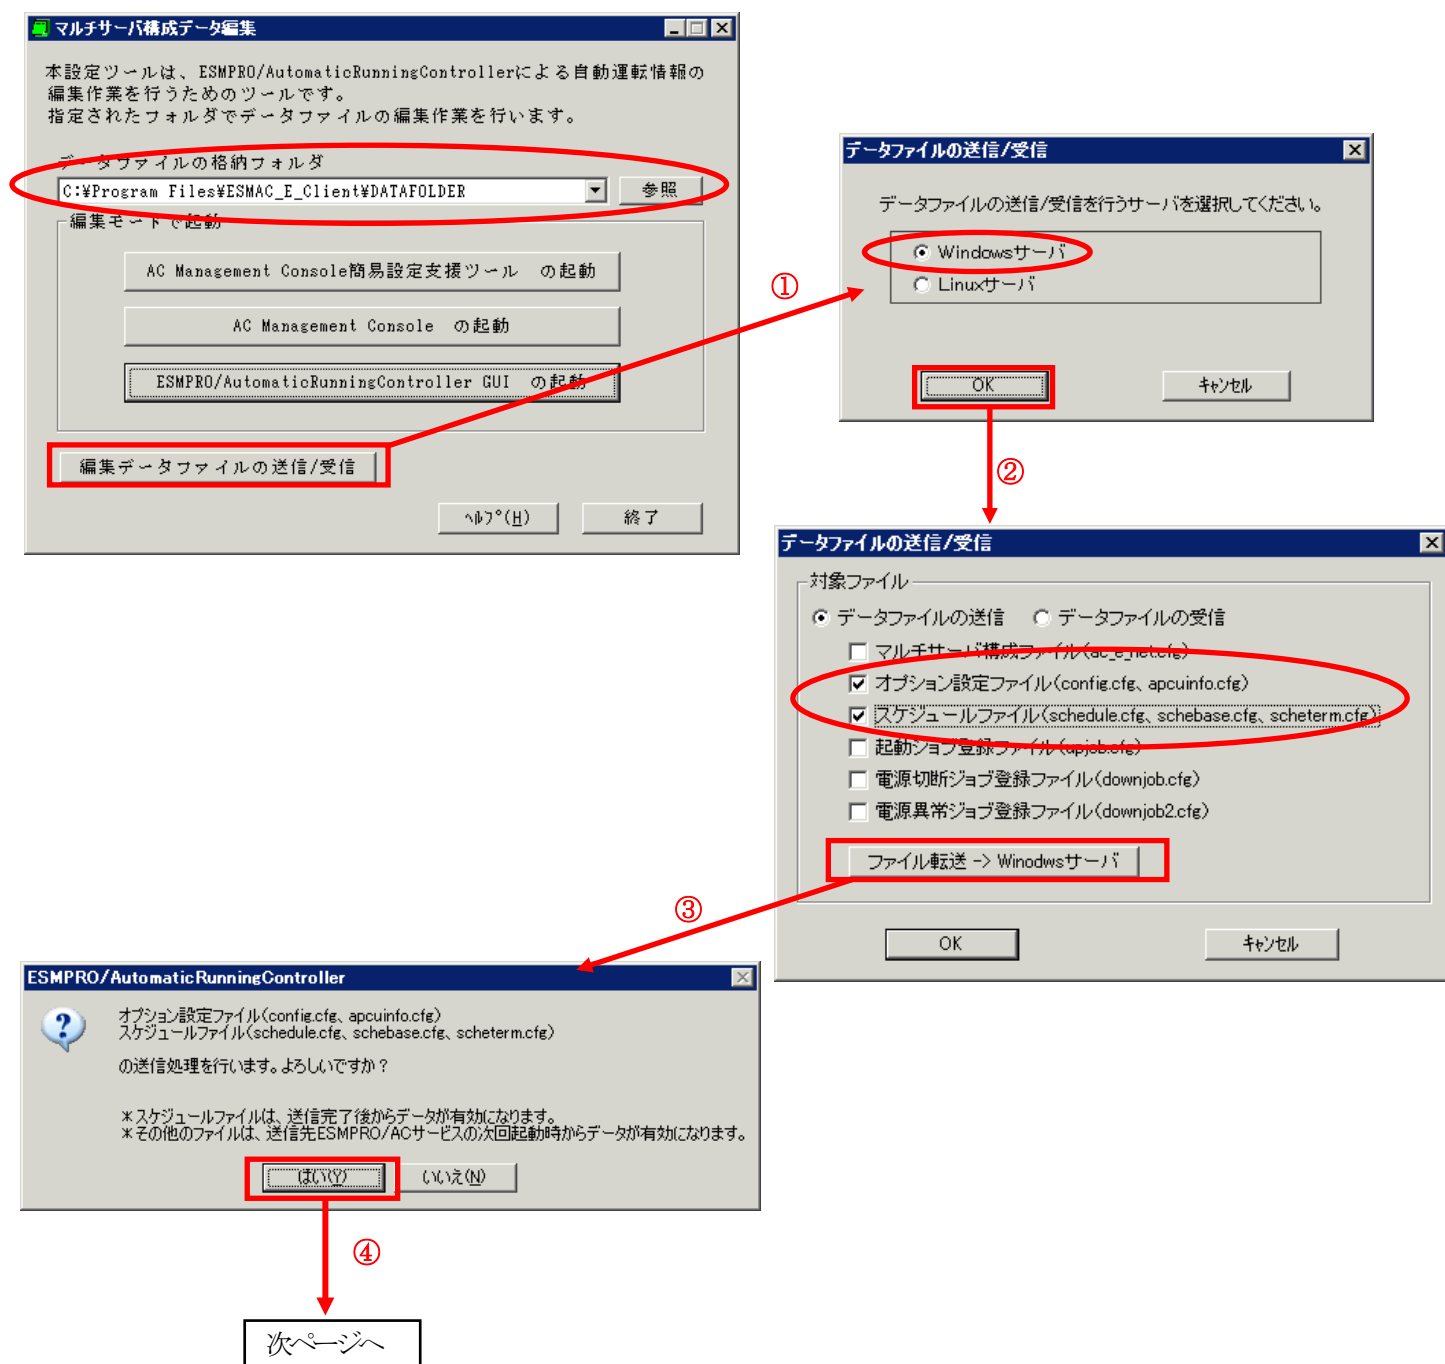 マルチサーバ構成データ編集
本設定ツールは、ESMPRO/AutomaticRunningControllerによる自動運転情報の
編集作業を行うためのツールです。
指定されたフォルダでデータファイルの編集作業を行います。
データファイルの格納フォルダ
C:¥Program Files¥ESMAC_E_Client¥DATAFOLDER
参照
編集モードで起動
AC Management Console簡易設定支援ツール の起動
AC Management Console の起動
ESMPRO/AutomaticRunningController GUI の起動
編集データファイルの送信/受信
ヘルプ(H)
終了
①
データファイルの送信/受信
データファイルの送信/受信を行うサーバを選択してください。
Windowsサーバ
Linuxサーバ
OK
キャンセル
②
データファイルの送信/受信
対象ファイル
データファイルの送信 データファイルの受信
マルチサーバ構成ファイル(ac_e_net.cfg)
オプション設定ファイル(config.cfg、apcuinfo.cfg)
スケジュールファイル(schedule.cfg、schebase.cfg、scheterm.cfg)
起動ジョブ登録ファイル(upjob.cfg)
電源切断ジョブ登録ファイル(downjob.cfg)
電源異常ジョブ登録ファイル(downjob2.cfg)
ファイル転送 -> Winodwsサーバ
OK
キャンセル
③
ESMPRO/AutomaticRunningController
オプション設定ファイル(config.cfg、apcuinfo.cfg)
スケジュールファイル(schedule.cfg、schebase.cfg、scheterm.cfg)
の送信処理を行います。よろしいですか?
*スケジュールファイルは、送信完了後からデータが有効になります。
*その他のファイルは、送信先ESMPRO/ACサービスの次回起動時からデータが有効になります。
はい(Y)
いいえ(N)
④
次ページへ